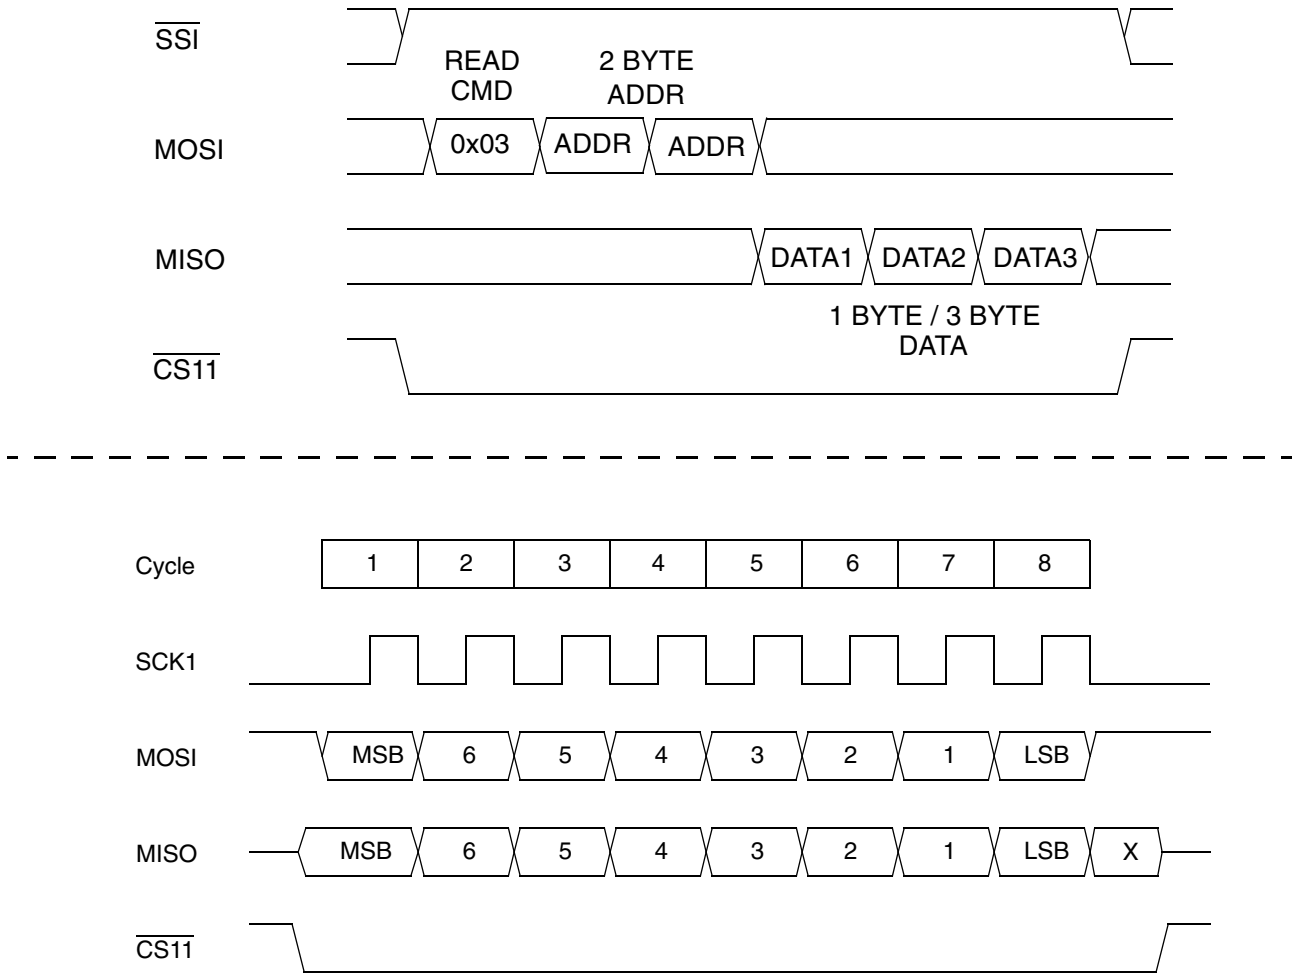 SSI
READ 2 BYTE
CMD ADDR
MOSI 0x03 ADDR ADDR
MISO DATA1 DATA2 DATA3
1 BYTE / 3 BYTE
CS11 DATA
Cycle 1 2 3 4 5 6 7 8
SCK1
MOSI MSB 6 5 4 3 2 1 LSB
MISO MSB 6 5 4 3 2 1 LSB X
CS11